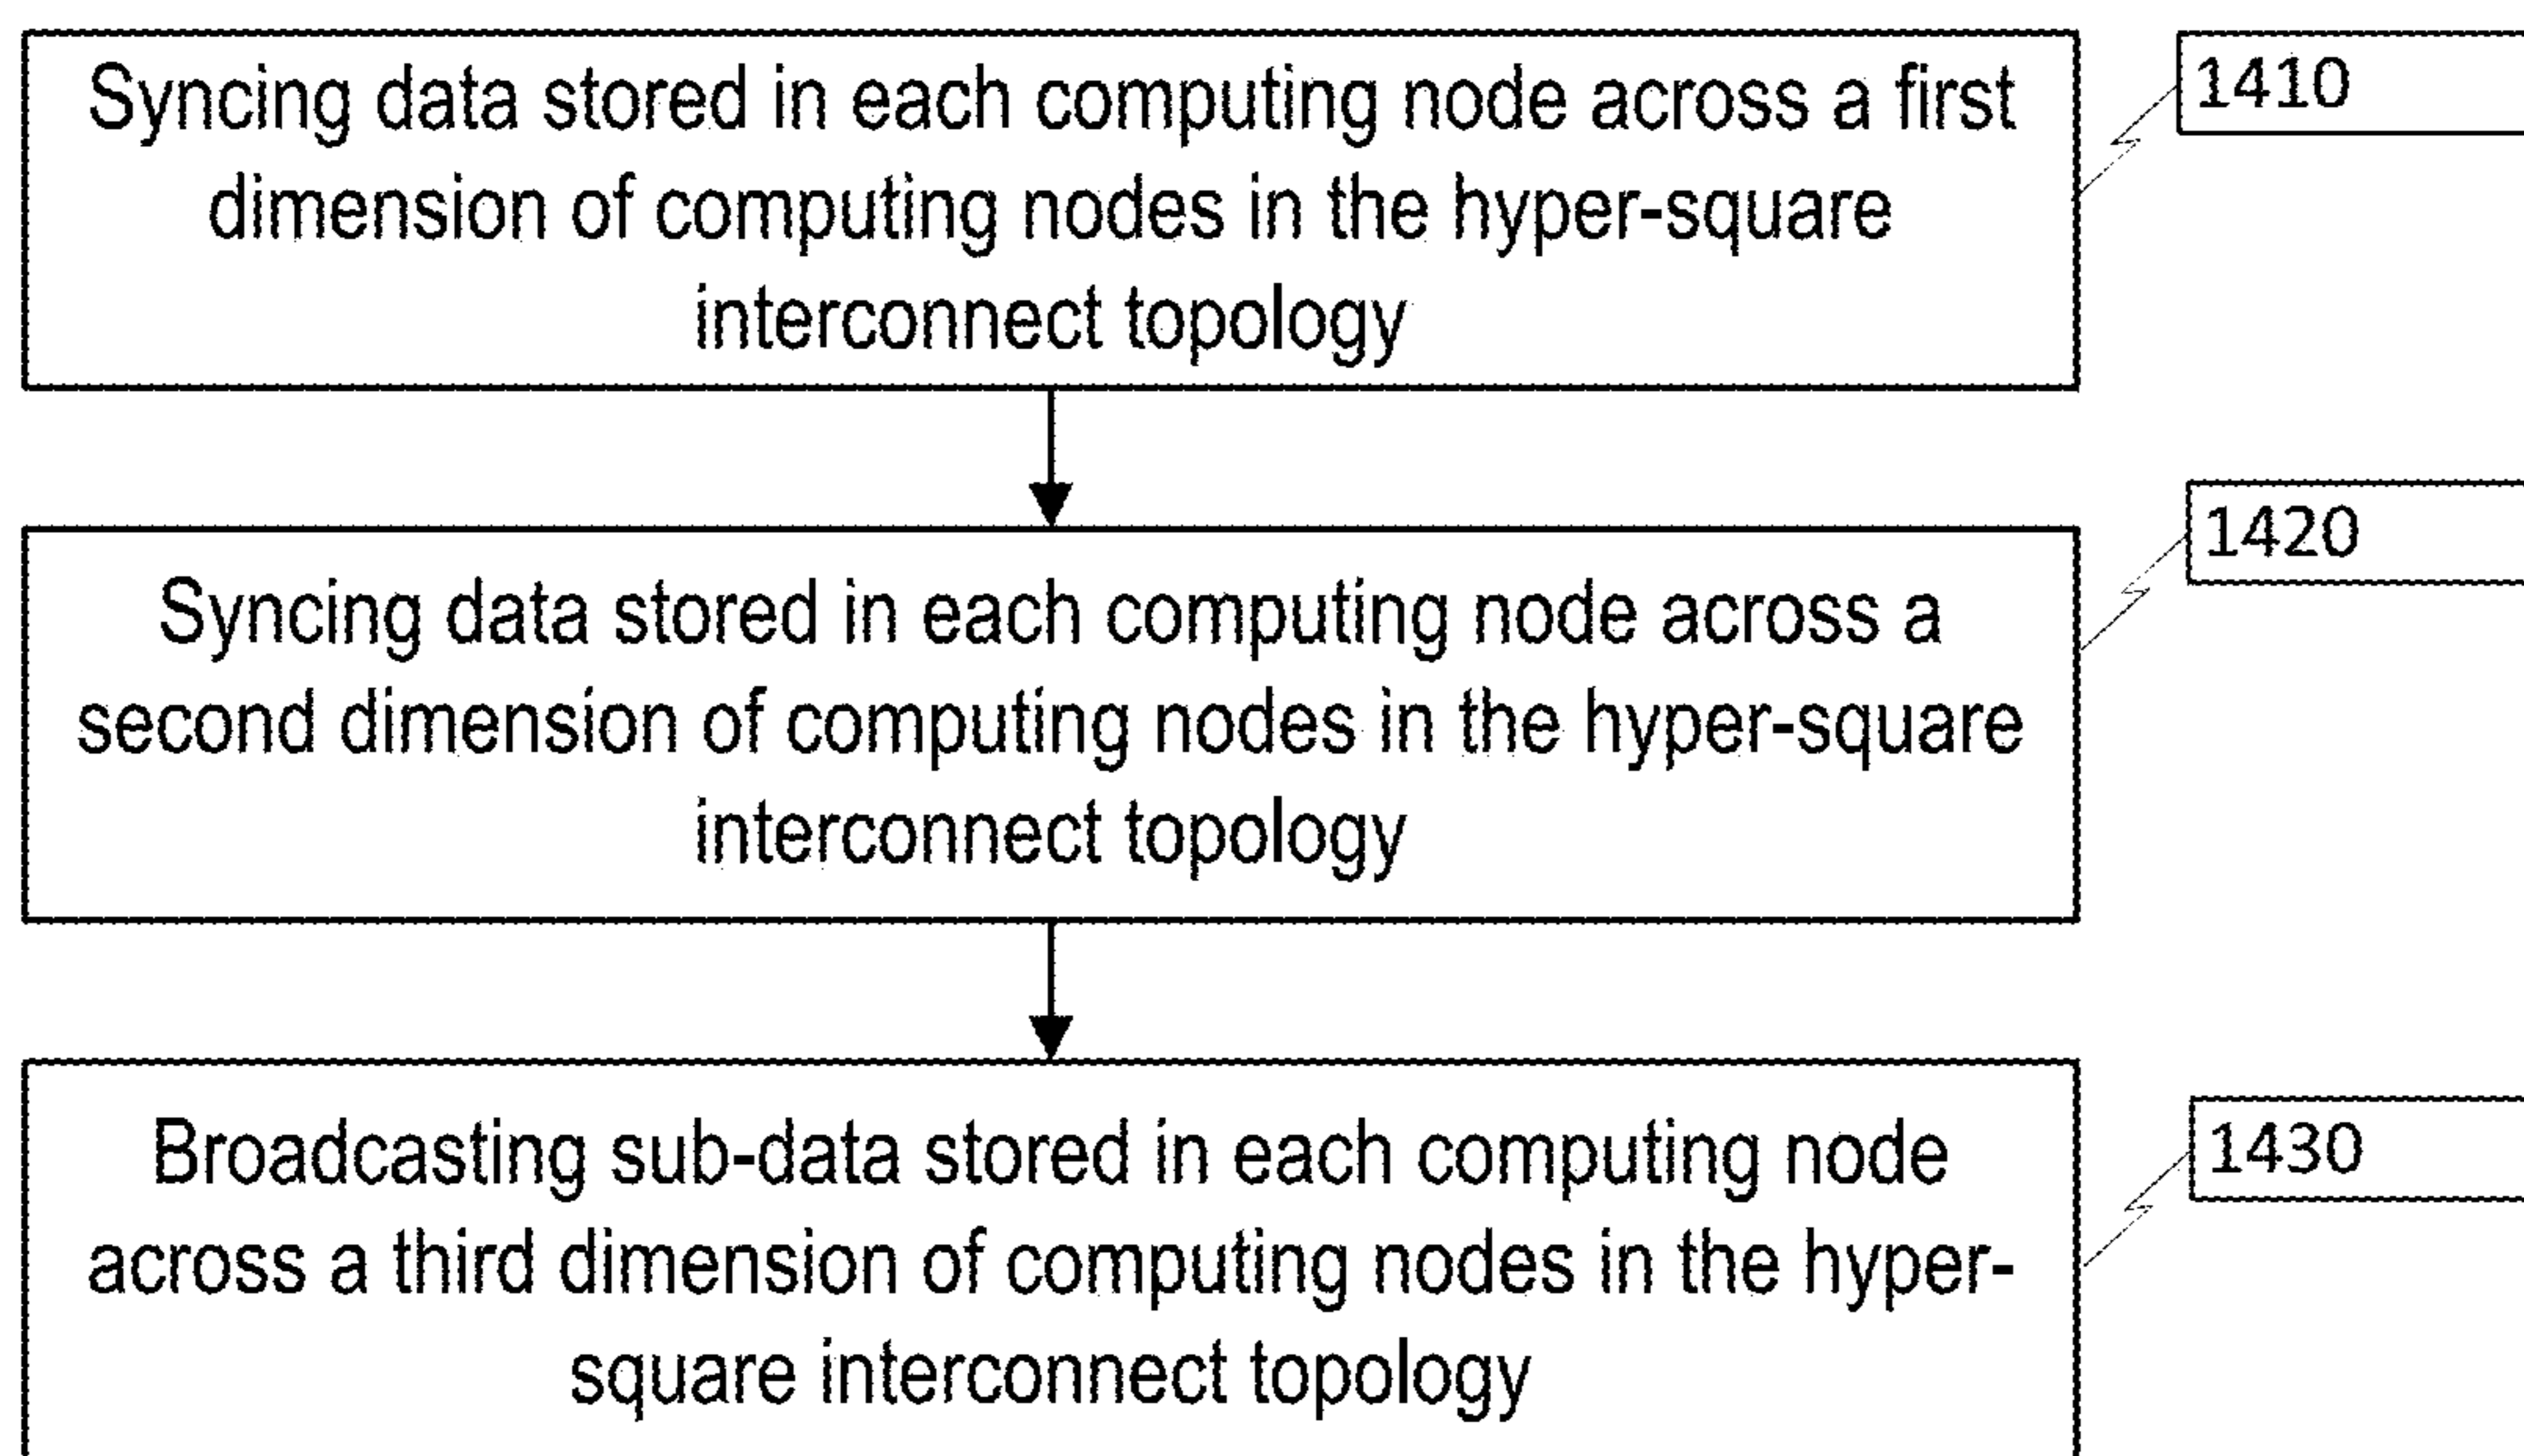 Syncing data stored in each computing node across a first
dimension of computing nodes in the hyper-square
interconnect topology
1410
Syncing data stored in each computing node across a
second dimension of computing nodes in the hyper-square
interconnect topology
1420
Broadcasting sub-data stored in each computing node
across a third dimension of computing nodes in the hyper-
square interconnect topology
1430